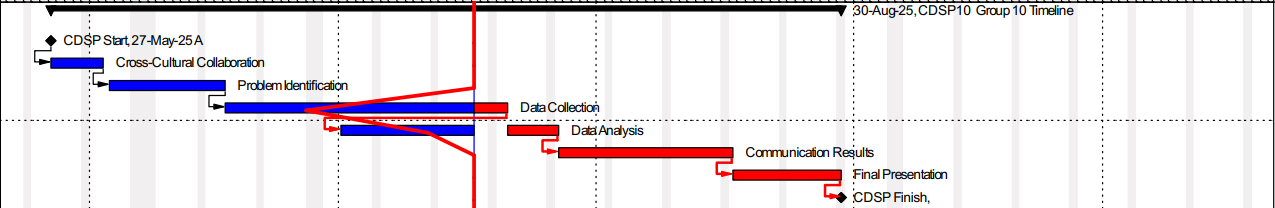 30-Aug-25, CDSP10 Group 10 Timeline
CDSP Start, 27-May-25 A
Cross-Cultural Collaboration
Problem Identification
Data Collection
Data Analysis
Communication Results
Final Presentation
CDSP Finish,